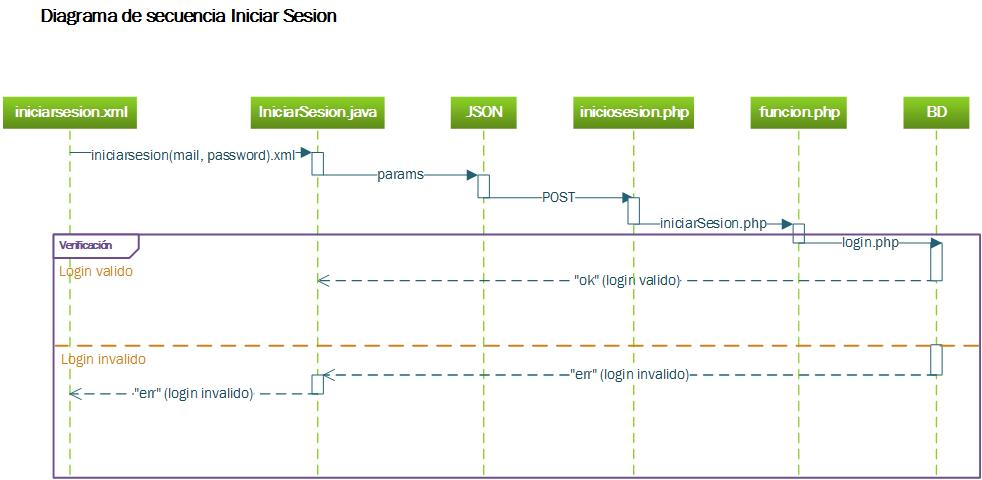 Diagrama de secuencia Iniciar Sesion
iniciarsesion.xml
IniciarSesion.java
JSON
iniciosesion.php
funcion.php
BD
iniciarsesion(mail, password).xml
params
POST
iniciarSesion.php
login.php
Verificación
Login valido
"ok" (login valido)
Login invalido
"err" (login invalido)
"err" (login invalido)